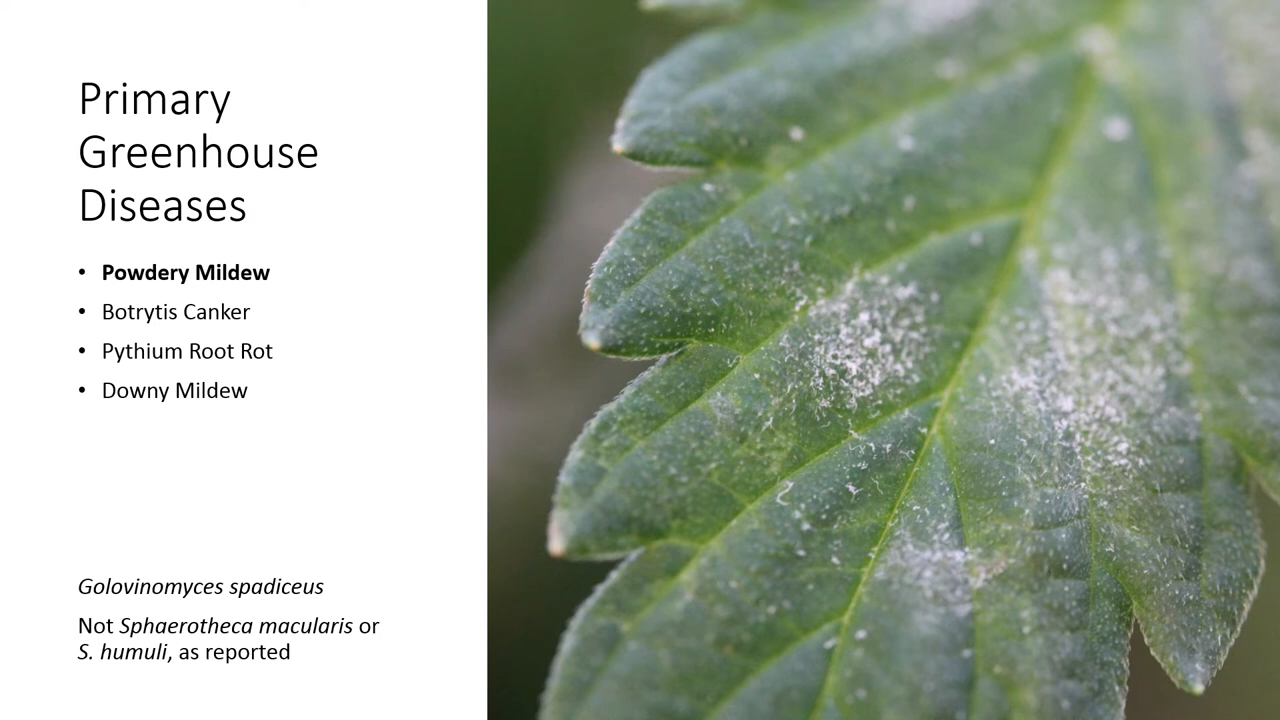 Primary
Greenhouse
Diseases
• Powdery Mildew
• Botrytis Canker
• Pythium Root Rot
• Downy Mildew
Golovinomyces spadiceus
Not Sphaerotheca macularis or
S. humuli, as reported